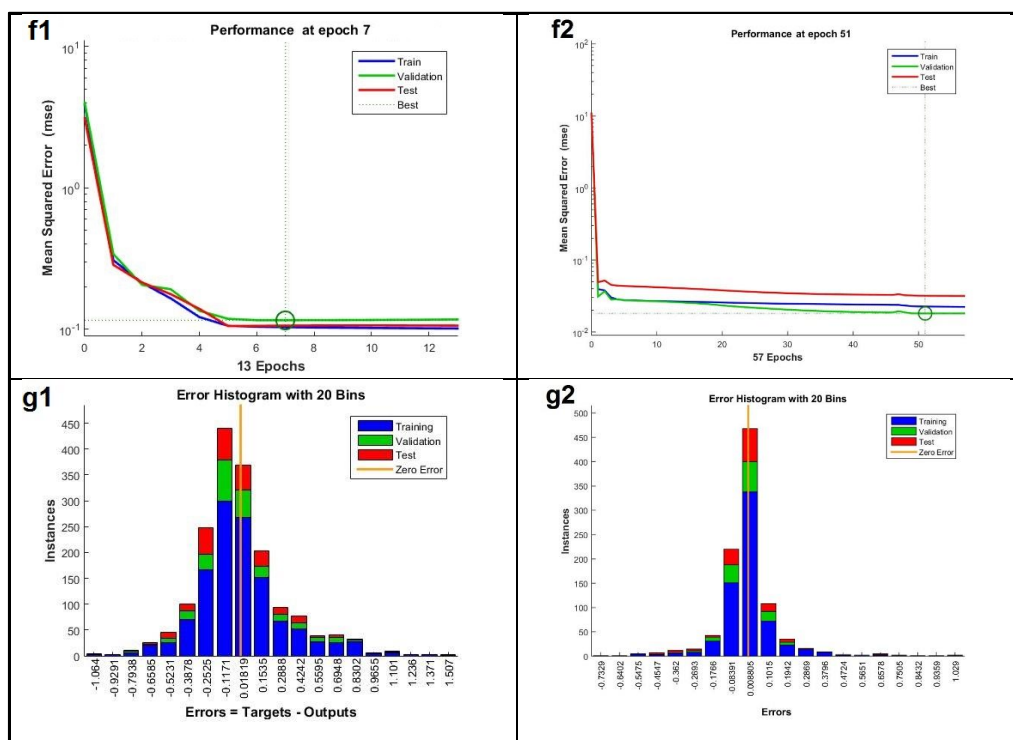 f1
Performance at epoch 7
Mean Squared Error (mse)
10^1
10^0
10^-1
Train
Validation
Test
Best
0 2 4 6 8 10 12
13 Epochs
f2
Performance at epoch 51
Mean Squared Error (mse)
10^2
10^1
10^0
10^-1
10^-2
Train
Validation
Test
Best
0 10 20 30 40 50
57 Epochs
g1
Error Histogram with 20 Bins
Instances
450
400
350
300
250
200
150
100
50
0
Training
Validation
Test
Zero Error
-1.064 -0.9291 -0.7938 -0.6585 -0.5231 -0.3878 -0.2525 -0.1171 0.01819 0.1535 0.2888 0.4242 0.5595 0.6948 0.8302 0.9655 1.101 1.236 1.371 1.507
Errors = Targets - Outputs
g2
Error Histogram with 20 Bins
Instances
500
450
400
350
300
250
200
150
100
50
0
Training
Validation
Test
Zero Error
-0.7329 -0.6402 -0.5475 -0.4547 -0.362 -0.2693 -0.1766 -0.08391 0.008805 0.1015 0.1942 0.2869 0.3796 0.4724 0.5651 0.6578 0.7505 0.8432 0.9359 1.029
Errors